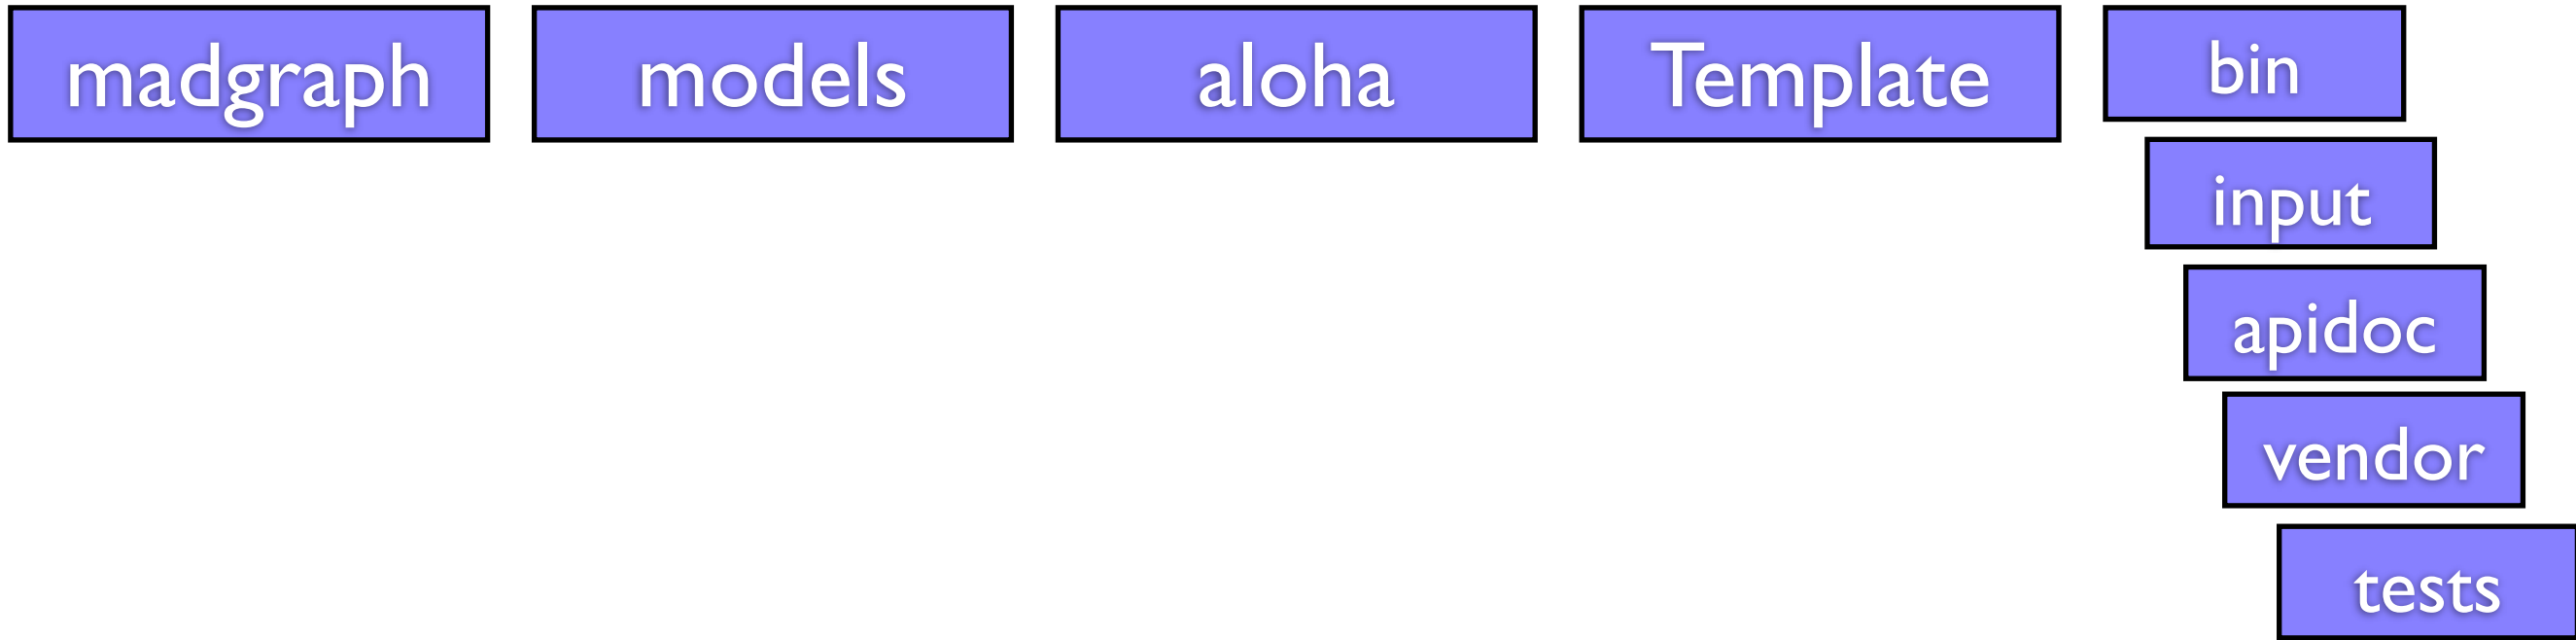 madgraph
models
aloha
Template
bin
input
apidoc
vendor
tests